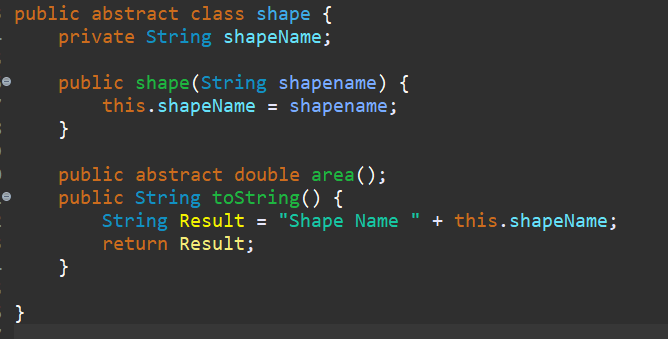 public abstract class shape {
    private String shapeName;

    public shape(String shapename) {
        this.shapeName = shapename;
    }

    public abstract double area();
    public String toString() {
        String Result = "Shape Name " + this.shapeName;
        return Result;
    }

}